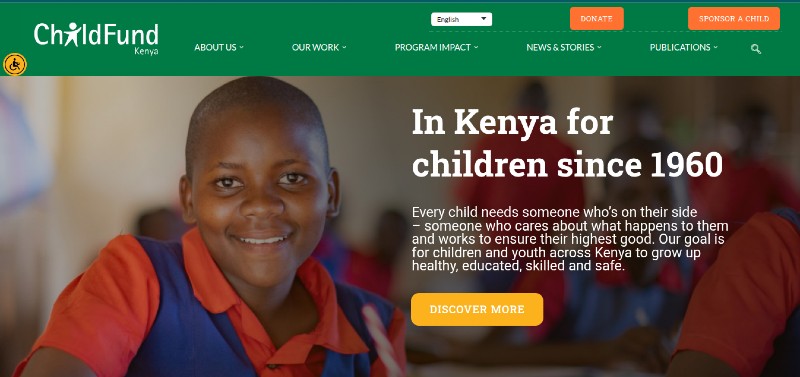 English
DONATE
SPONSOR A CHILD
ChildFund
Kenya
ABOUT US
OUR WORK
PROGRAM IMPACT
NEWS & STORIES
PUBLICATIONS
In Kenya for
children since 1960
Every child needs someone who's on their side
– someone who cares about what happens to them
and works to ensure their highest good. Our goal is
for children and youth across Kenya to grow up
healthy, educated, skilled and safe.
DISCOVER MORE